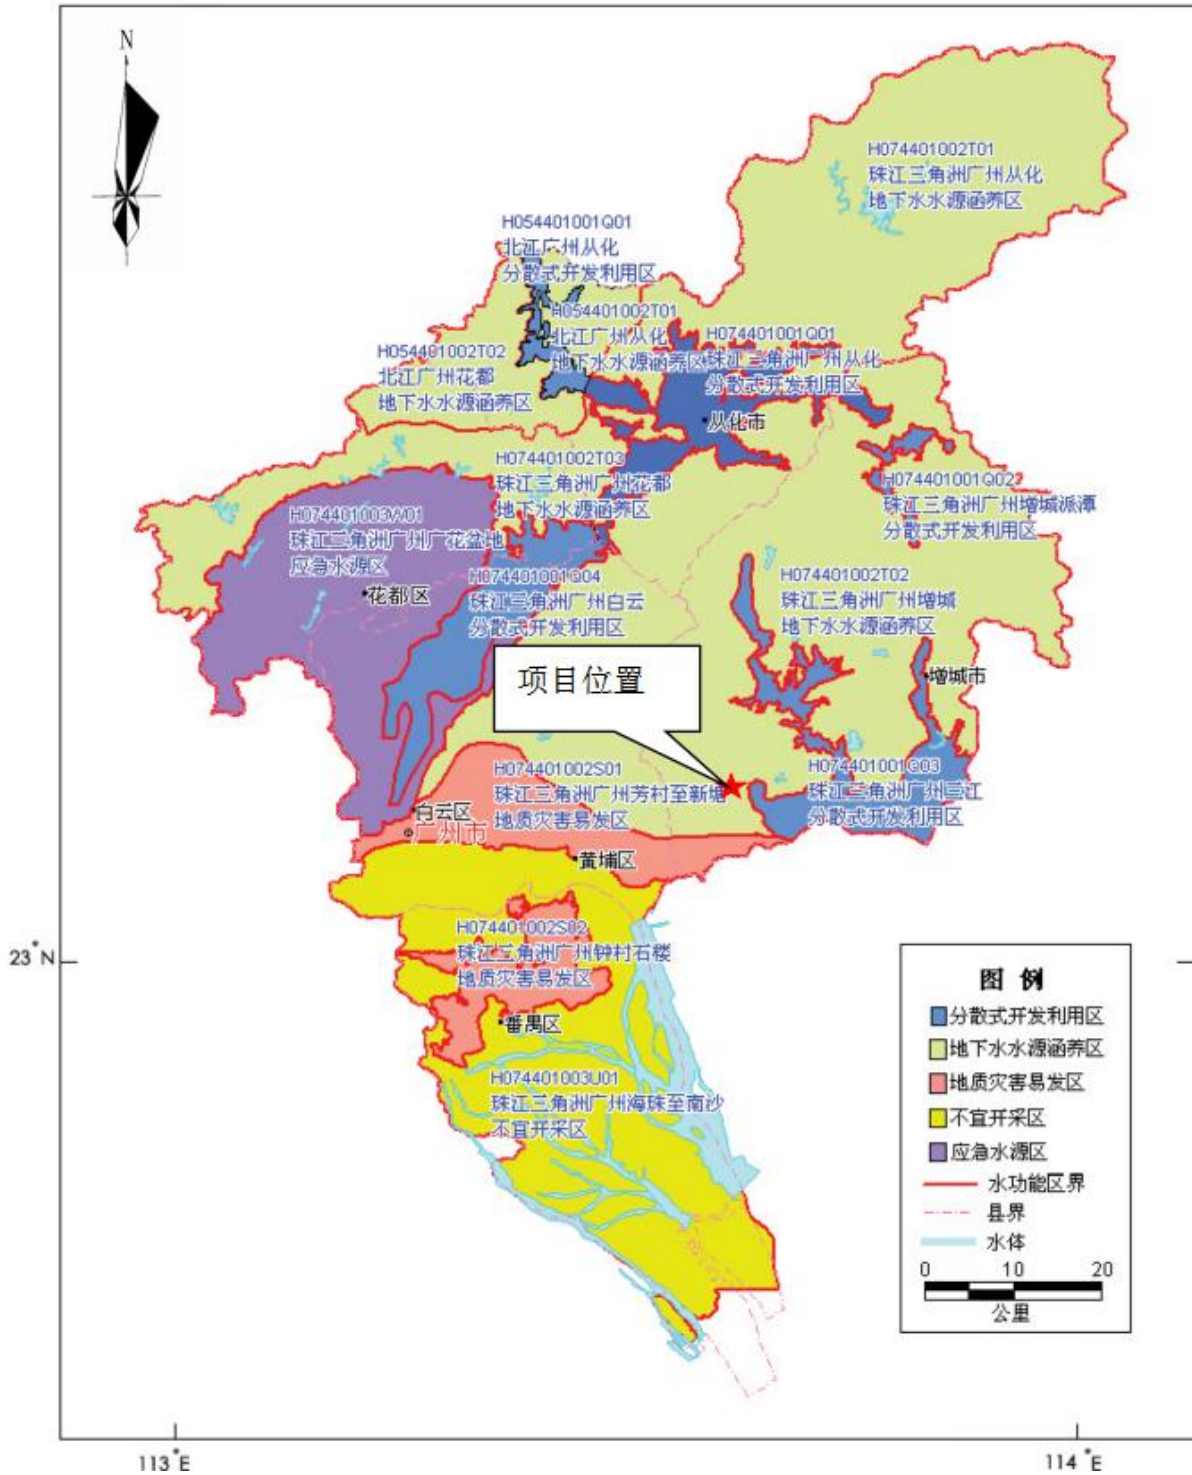 N
H074401002T01
珠江三角洲广州从化
地下水水源涵养区
H054401001Q01
北江广州从化
分散式开发利用区
H054401002T01
北江广州从化
地下水水源涵养区
H074401001Q01
珠江三角洲广州从化
分散式开发利用区
H054401002T02
北江广州花都
地下水水源涵养区
从化市
H074401002T03
珠江三角洲广州花都
地下水水源涵养区
H074401001Q02
珠江三角洲广州增城派潭
分散式开发利用区
H074401003W01
珠江三角洲广州广花盆地
应急水源区
花都区
H074401001Q04
珠江三角洲广州白云
分散式开发利用区
H074401002T02
珠江三角洲广州增城
地下水水源涵养区
项目位置
增城市
H074401002S01
珠江三角洲广州芳村至新塘
地质灾害易发区
H074401001Q03
珠江三角洲广州三江
分散式开发利用区
白云区
广州市
黄埔区
H074401002S02
珠江三角洲广州钟村石楼
地质灾害易发区
番禺区
H074401003U01
珠江三角洲广州海珠至南沙
不宜开采区
23°N
图 例
分散式开发利用区
地下水水源涵养区
地质灾害易发区
不宜开采区
应急水源区
水功能区界
县界
水体
0 10 20
公里
113°E
114°E